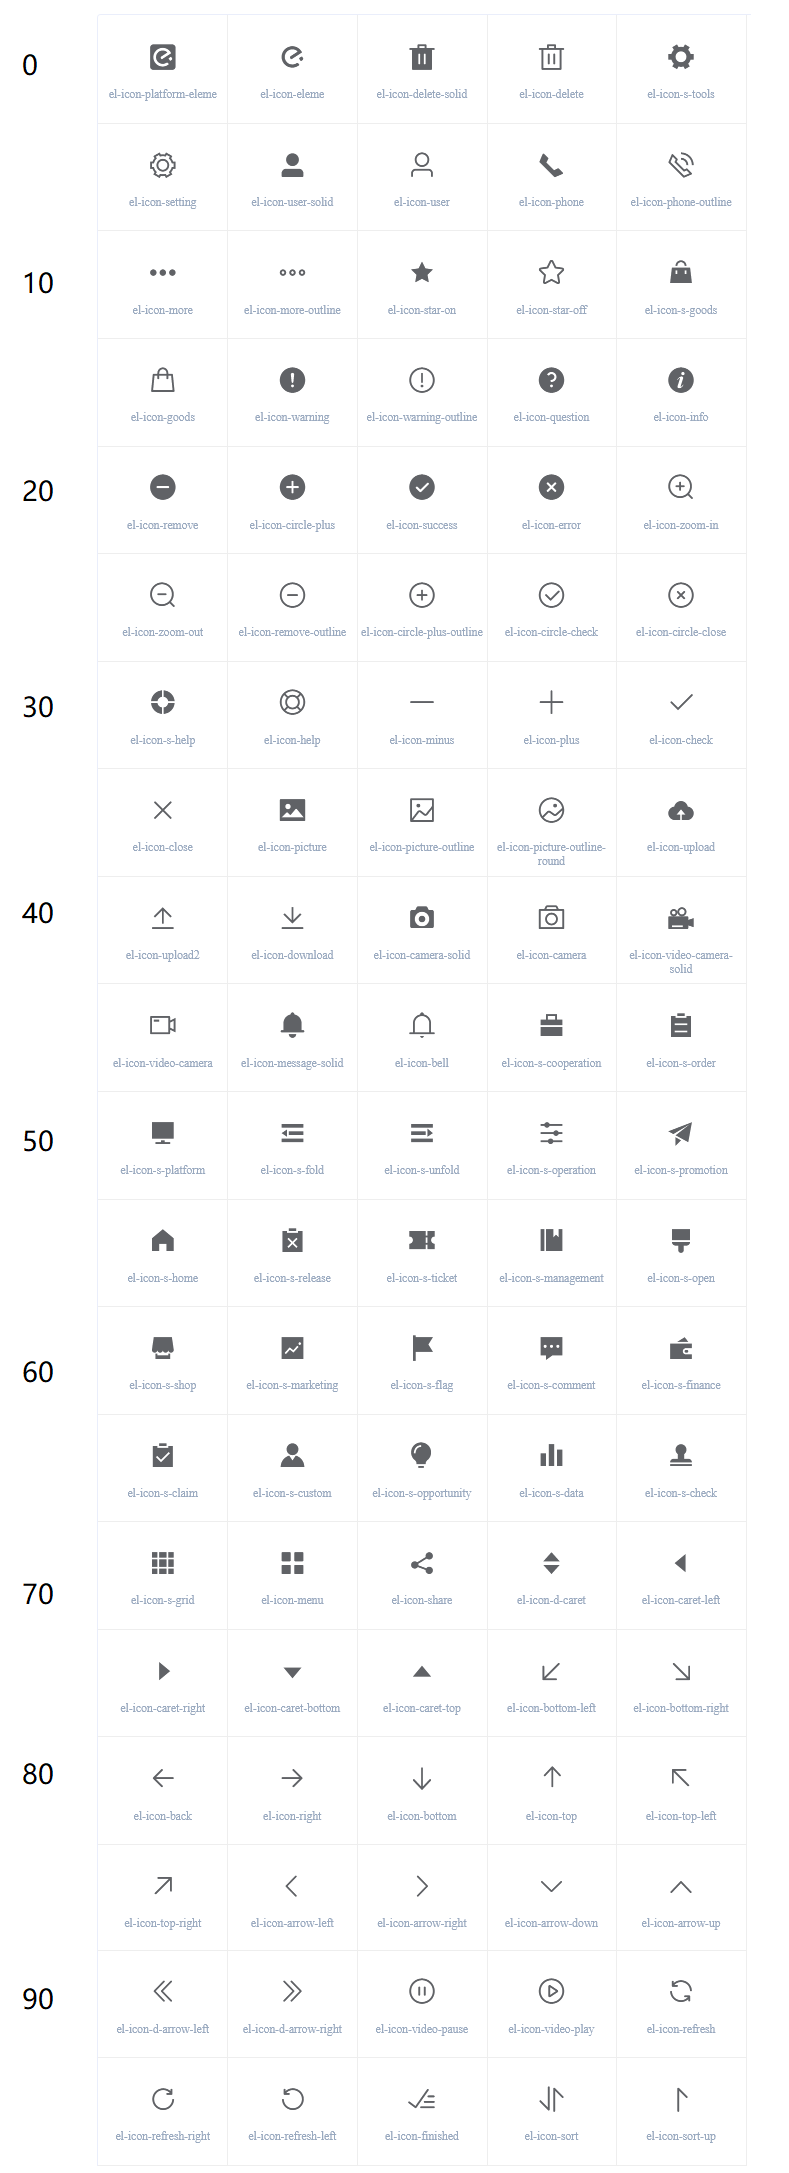 0
el-icon-platform-eleme el-icon-eleme el-icon-delete-solid el-icon-delete el-icon-s-tools
el-icon-setting el-icon-user-solid el-icon-user el-icon-phone el-icon-phone-outline
10
el-icon-more el-icon-more-outline el-icon-star-on el-icon-star-off el-icon-s-goods
el-icon-goods el-icon-warning el-icon-warning-outline el-icon-question el-icon-info
20
el-icon-remove el-icon-circle-plus el-icon-success el-icon-error el-icon-zoom-in
el-icon-zoom-out el-icon-remove-outline el-icon-circle-plus-outline el-icon-circle-check el-icon-circle-close
30
el-icon-s-help el-icon-help el-icon-minus el-icon-plus el-icon-check
el-icon-close el-icon-picture el-icon-picture-outline el-icon-picture-outline- el-icon-upload
round
40
el-icon-upload2 el-icon-download el-icon-camera-solid el-icon-camera el-icon-video-camera-
solid
el-icon-video-camera el-icon-message-solid el-icon-bell el-icon-s-cooperation el-icon-s-order
50
el-icon-s-platform el-icon-s-fold el-icon-s-unfold el-icon-s-operation el-icon-s-promotion
el-icon-s-home el-icon-s-release el-icon-s-ticket el-icon-s-management el-icon-s-open
60
el-icon-s-shop el-icon-s-marketing el-icon-s-flag el-icon-s-comment el-icon-s-finance
el-icon-s-claim el-icon-s-custom el-icon-s-opportunity el-icon-s-data el-icon-s-check
70
el-icon-s-grid el-icon-menu el-icon-share el-icon-d-caret el-icon-caret-left
el-icon-caret-right el-icon-caret-bottom el-icon-caret-top el-icon-bottom-left el-icon-bottom-right
80
el-icon-back el-icon-right el-icon-bottom el-icon-top el-icon-top-left
el-icon-top-right el-icon-arrow-left el-icon-arrow-right el-icon-arrow-down el-icon-arrow-up
90
el-icon-d-arrow-left el-icon-d-arrow-right el-icon-video-pause el-icon-video-play el-icon-refresh
el-icon-refresh-right el-icon-refresh-left el-icon-finished el-icon-sort el-icon-sort-up